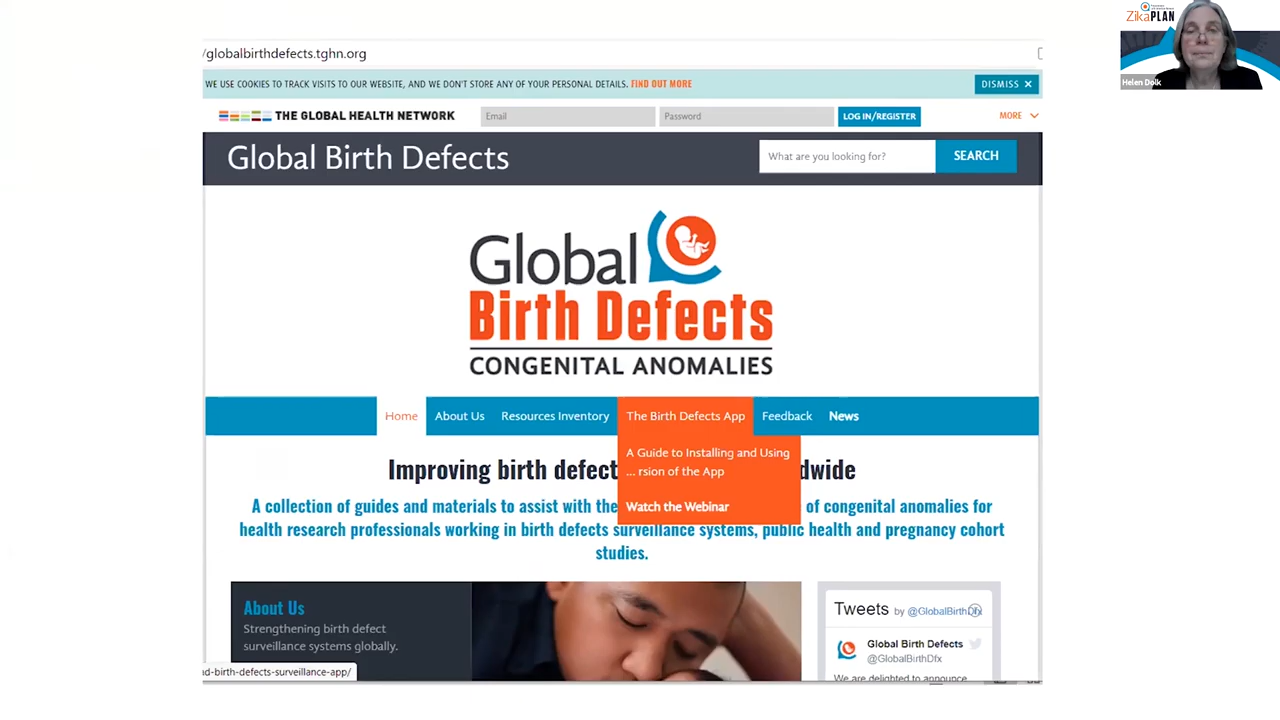 ZikaPLAN
Helen Dolk
/globalbirthdefects.tghn.org
WE USE COOKIES TO TRACK VISITS TO OUR WEBSITE, AND WE DON'T STORE ANY OF YOUR PERSONAL DETAILS. FIND OUT MORE
DISMISS ×
THE GLOBAL HEALTH NETWORK
Email
Password
LOG IN/REGISTER
MORE
Global Birth Defects
What are you looking for?
SEARCH
Global
Birth Defects
CONGENITAL ANOMALIES
Home
About Us
Resources Inventory
The Birth Defects App
Feedback
News
A Guide to Installing and Using
... rsion of the App
Watch the Webinar
Improving birth defect dwide
A collection of guides and materials to assist with the of congenital anomalies for
health research professionals working in birth defects surveillance systems, public health and pregnancy cohort
studies.
About Us
Strengthening birth defect
surveillance systems globally.
nd-birth-defects-surveillance-app/
Tweets by @GlobalBirthDfx
Global Birth Defects
@GlobalBirthDfx
We are delighted to announce